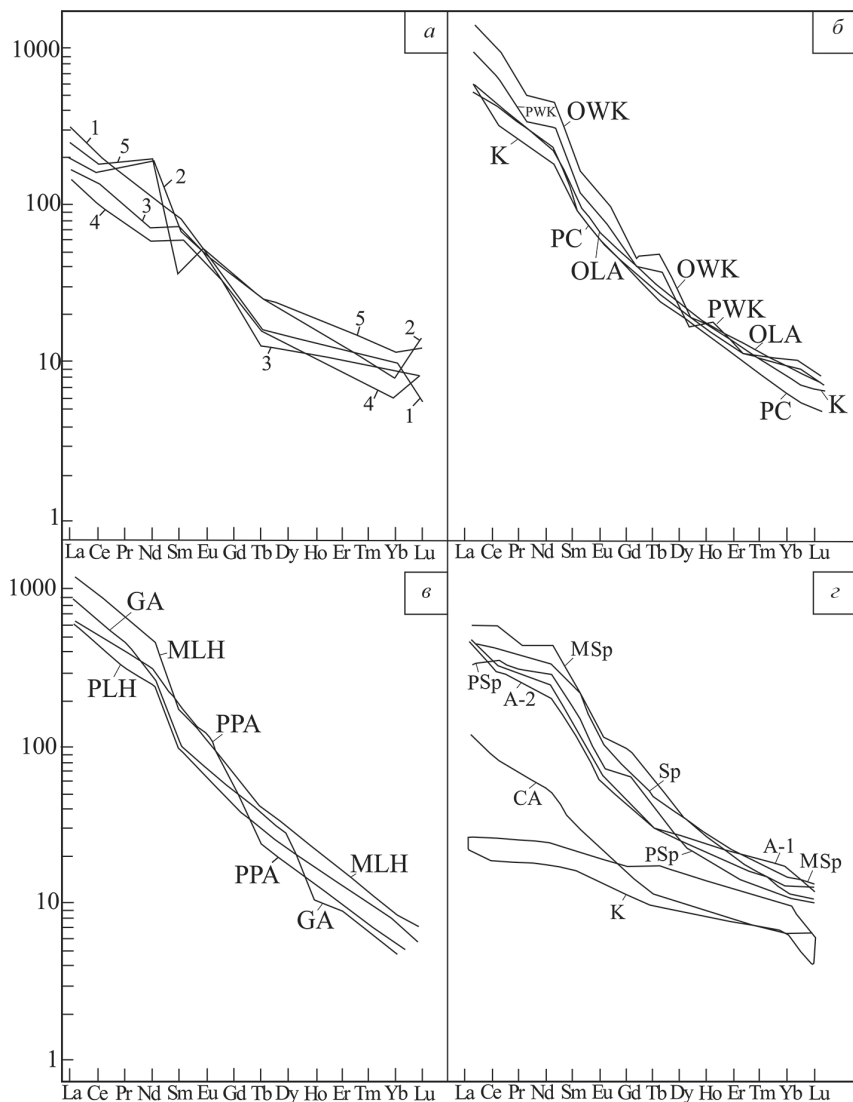 а
б
1000
100
10
1
1
5
2
3
4
5
2
3
4
1
PWK
OWK
K
PC
OLA
OWK
PWK
OLA
PC
K
La Ce Pr Nd Sm Eu Gd Tb Dy Ho Er Tm Yb Lu
La Ce Pr Nd Sm Eu Gd Tb Dy Ho Er Tm Yb Lu
в
г
1000
100
10
1
GA
MLH
PLH
PPA
PPA
MLH
GA
MSp
PSp
A-2
Sp
CA
A-1
PSp
MSp
K
La Ce Pr Nd Sm Eu Gd Tb Dy Ho Er Tm Yb Lu
La Ce Pr Nd Sm Eu Gd Tb Dy Ho Er Tm Yb Lu